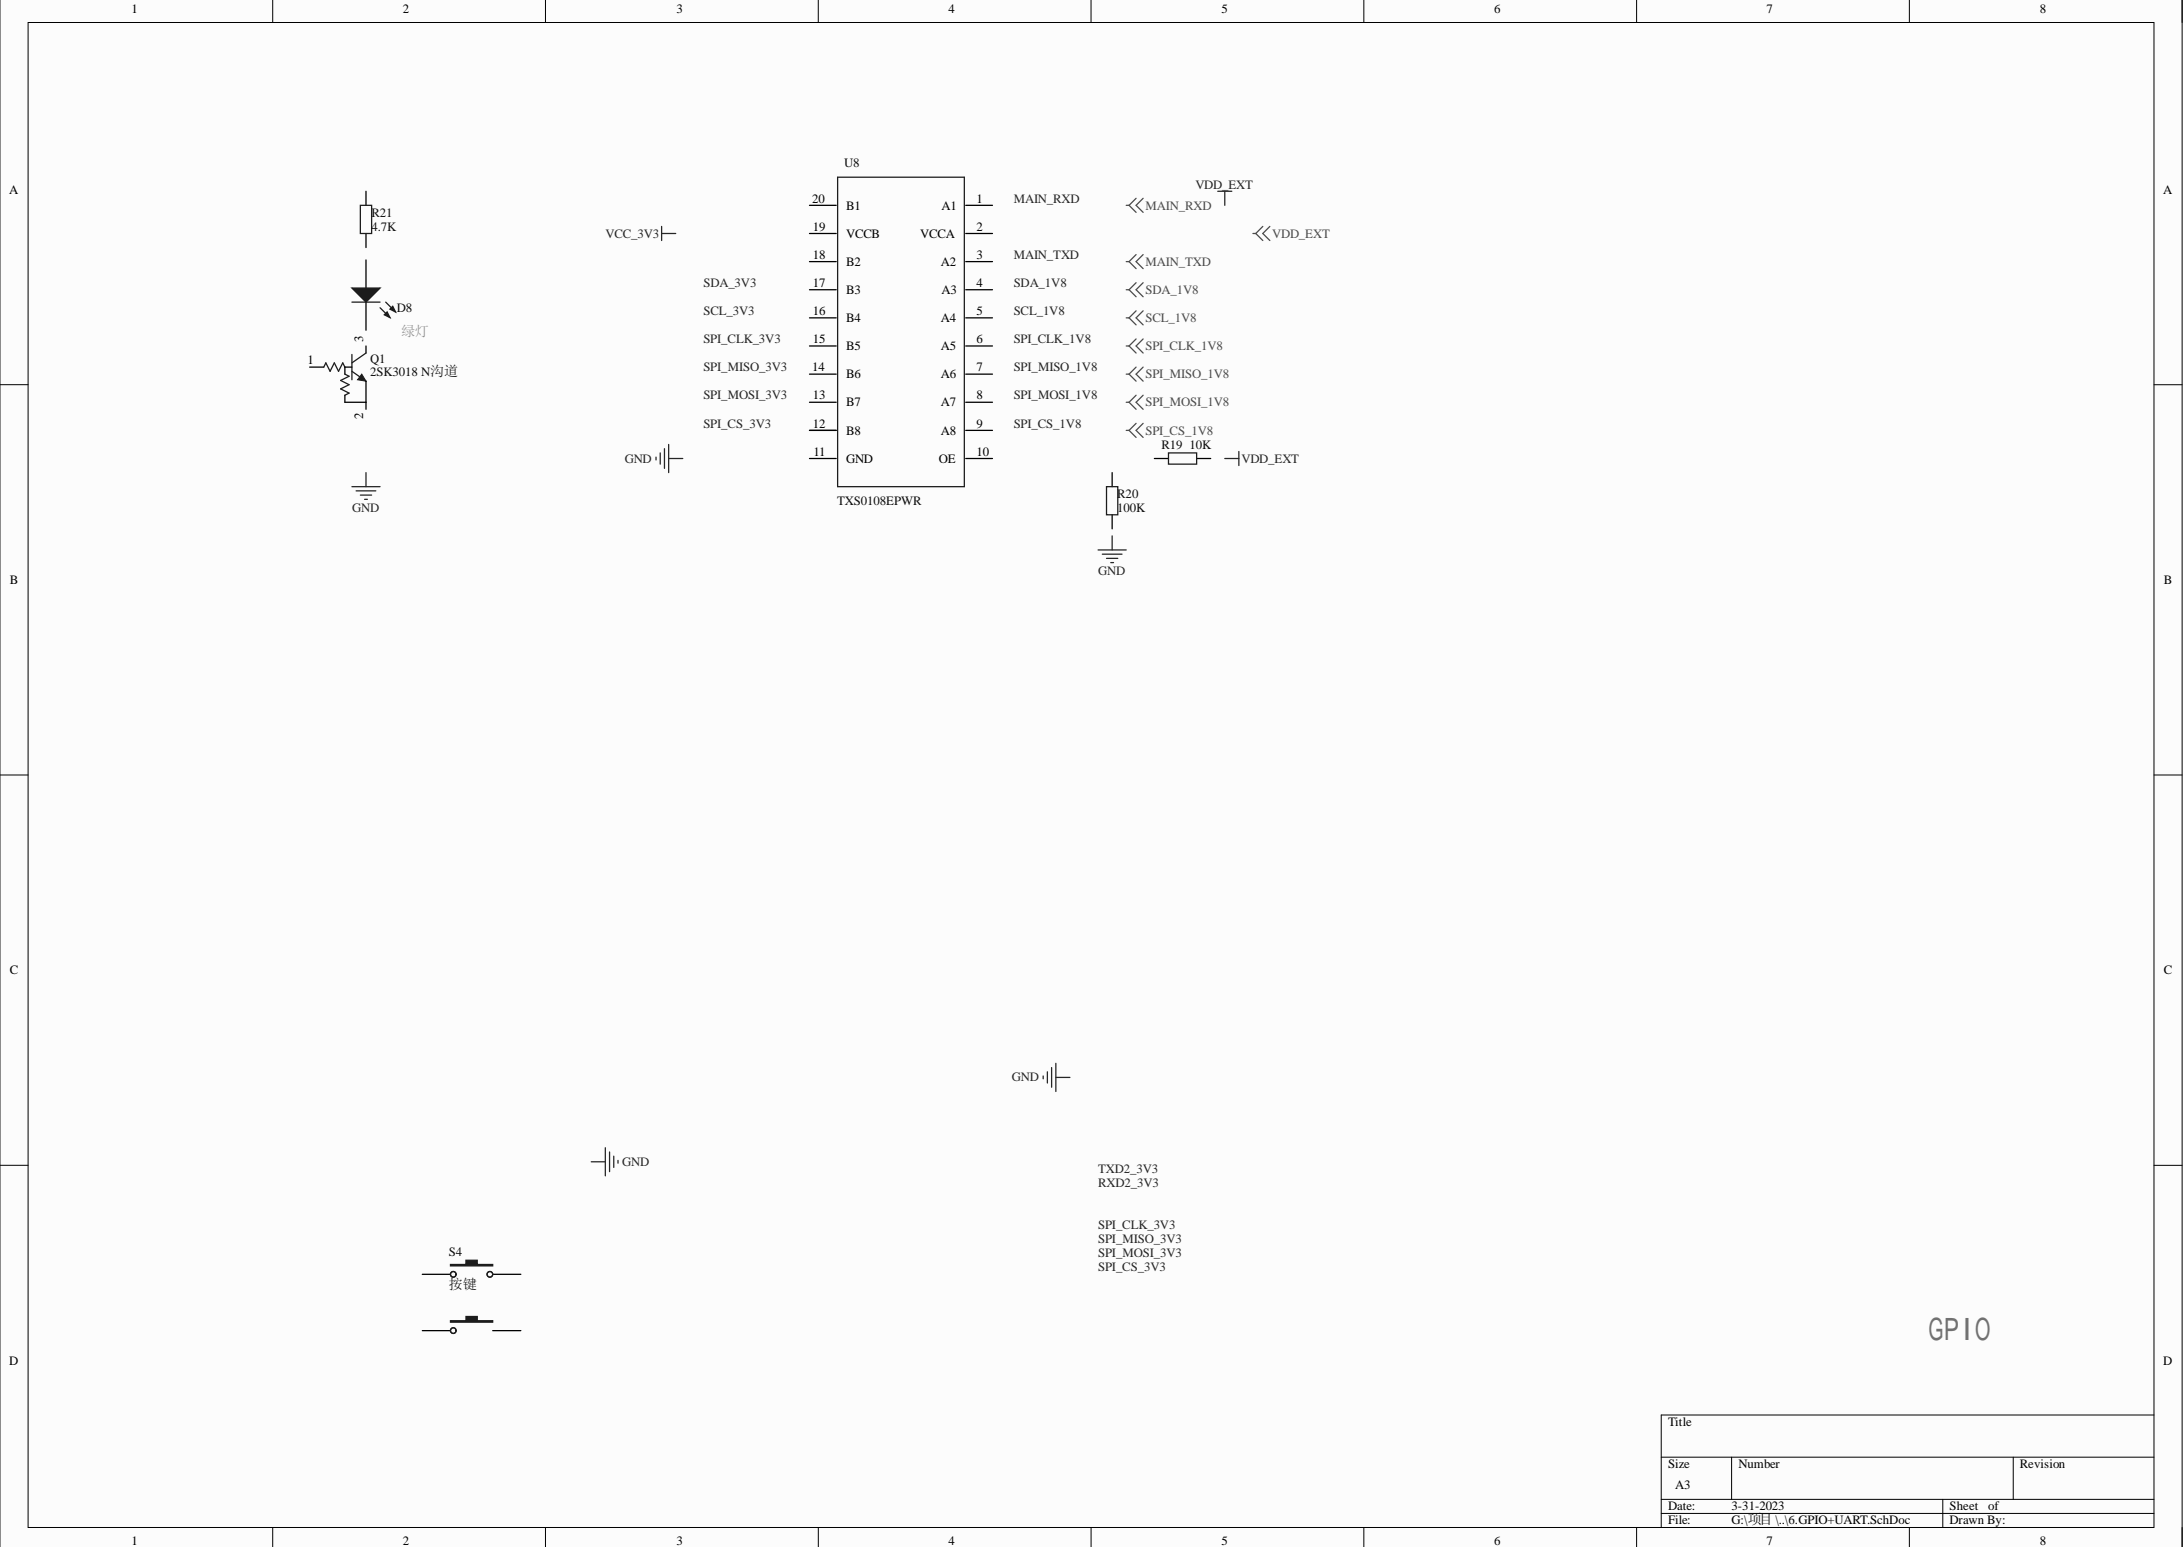 1 2 3 4 5 6 7 8
A A
B B
C C
D D
R21
4.7K
D8
绿灯
3
1
Q1
2SK3018 N沟道
2
GND
U8
20 B1 A1 1 MAIN_RXD MAIN_RXD
VDD_EXT
VCC_3V3 19 VCCB VCCA 2 VDD_EXT
18 B2 A2 3 MAIN_TXD MAIN_TXD
SDA_3V3 17 B3 A3 4 SDA_1V8 SDA_1V8
SCL_3V3 16 B4 A4 5 SCL_1V8 SCL_1V8
SPI_CLK_3V3 15 B5 A5 6 SPI_CLK_1V8 SPI_CLK_1V8
SPI_MISO_3V3 14 B6 A6 7 SPI_MISO_1V8 SPI_MISO_1V8
SPI_MOSI_3V3 13 B7 A7 8 SPI_MOSI_1V8 SPI_MOSI_1V8
SPI_CS_3V3 12 B8 A8 9 SPI_CS_1V8 SPI_CS_1V8
R19 10K
GND 11 GND OE 10 VDD_EXT
TXS0108EPWR
R20
100K
GND
GND
GND
TXD2_3V3
RXD2_3V3
SPI_CLK_3V3
SPI_MISO_3V3
SPI_MOSI_3V3
SPI_CS_3V3
S4
按键
GPIO
Title
Size Number Revision
A3
Date: 3-31-2023 Sheet of
File: G:\项目 \..\6.GPIO+UART.SchDoc Drawn By:
1 2 3 4 5 6 7 8